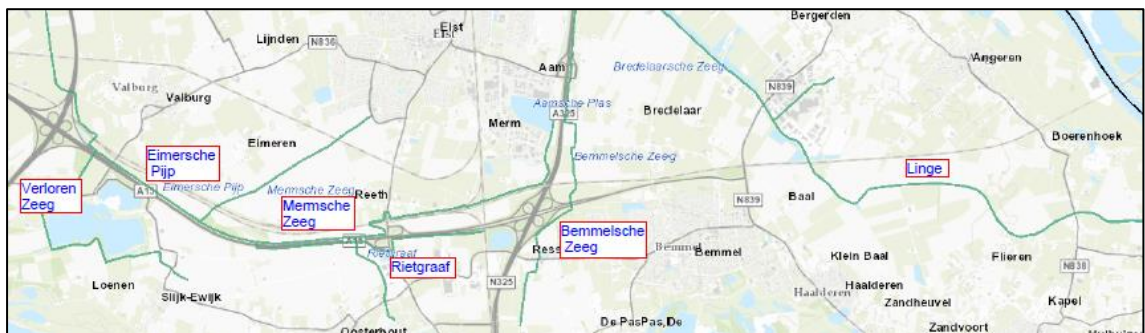 Bergerden
Elst
Elst
Lijnden
N836
Angeren
Aam
Bredelaarsche Zeeg
N839
Valburg
Valburg
Aamsche Plas
Bredelaar
A325
Merm
Boerenhoek
Eimeren
Eimersche
Pijp
Bemmelsche Zeeg
Linge
Verloren
Zeeg
A15
Eimersche Pijp
Mermsche Zeeg
Reeth
Baal
Mermsche
Zeeg
N839
Bemmelsche
Zeeg
A15
Rietgraaf
Ress
Bemmel
Bemmel
Rietgraaf
Klein Baal
Flieren
N838
Loenen
N325
Haalderen
Haalderen
Slijk-Ewijk
Zandheuvel
Kapel
Oosterhout
De PasPas,De
Zandvoort